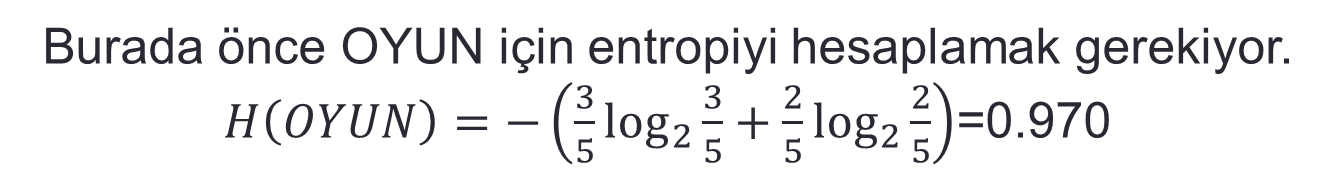 Burada önce OYUN için entropiyi hesaplamak gerekiyor.
H(OYUN) = −(3/5 log₂ 3/5 + 2/5 log₂ 2/5)=0.970